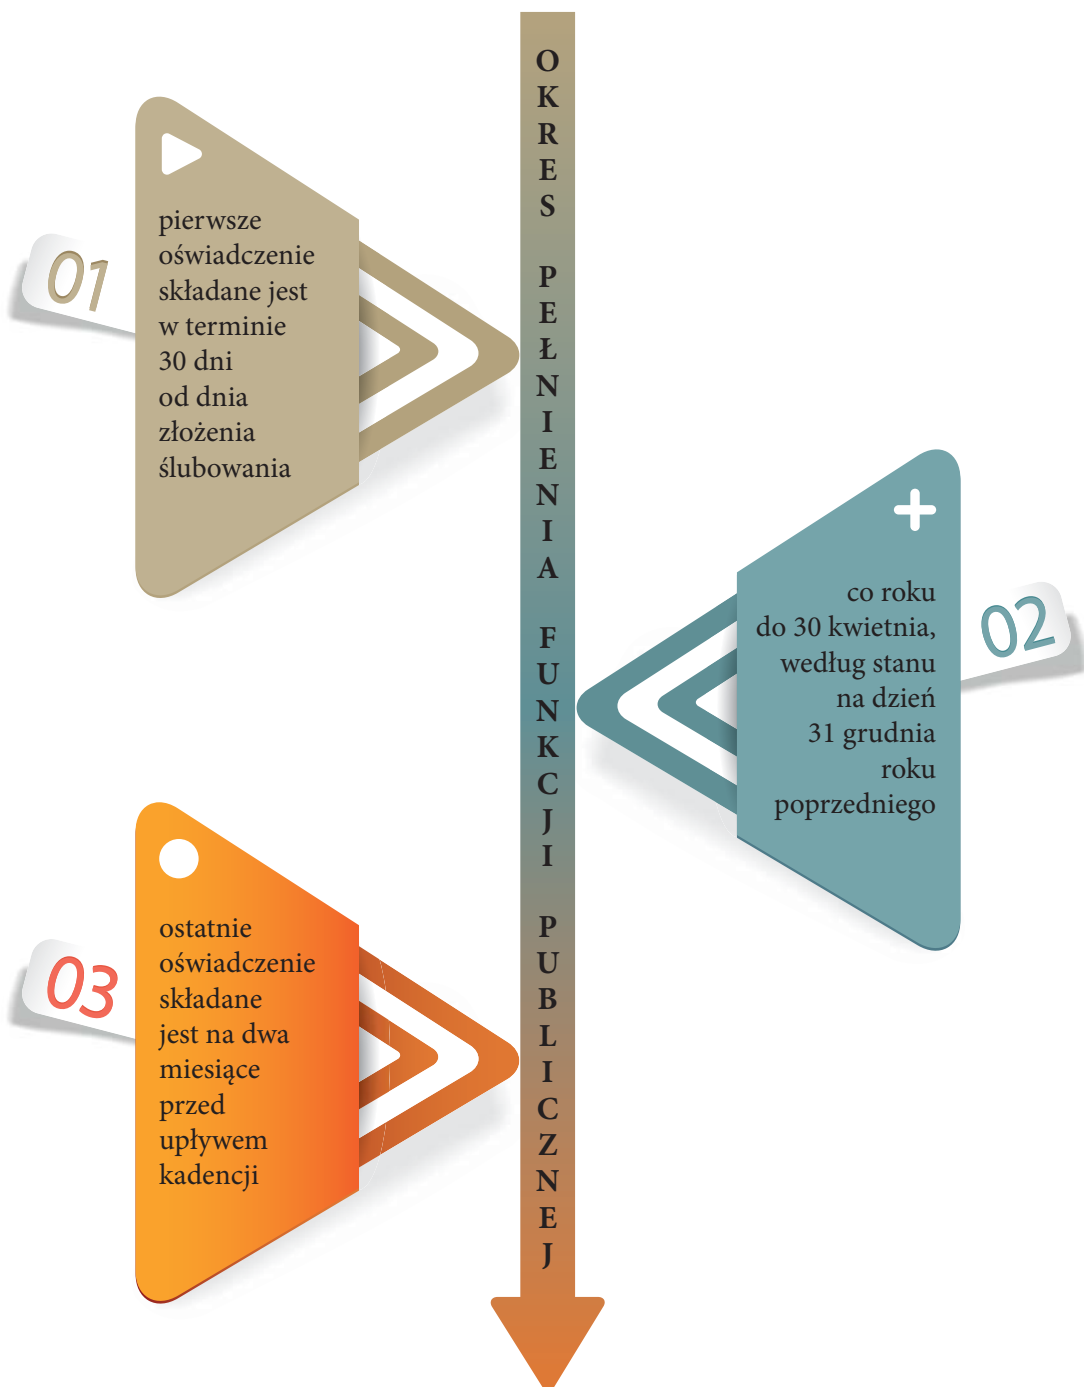 OKRES PEŁNIENIA FUNKCJI PUBLICZNEJ
01
pierwsze
oświadczenie
składane jest
w terminie
30 dni
od dnia
złożenia
ślubowania
02
co roku
do 30 kwietnia,
według stanu
na dzień
31 grudnia
roku
poprzedniego
03
ostatnie
oświadczenie
składane
jest na dwa
miesiące
przed
upływem
kadencji